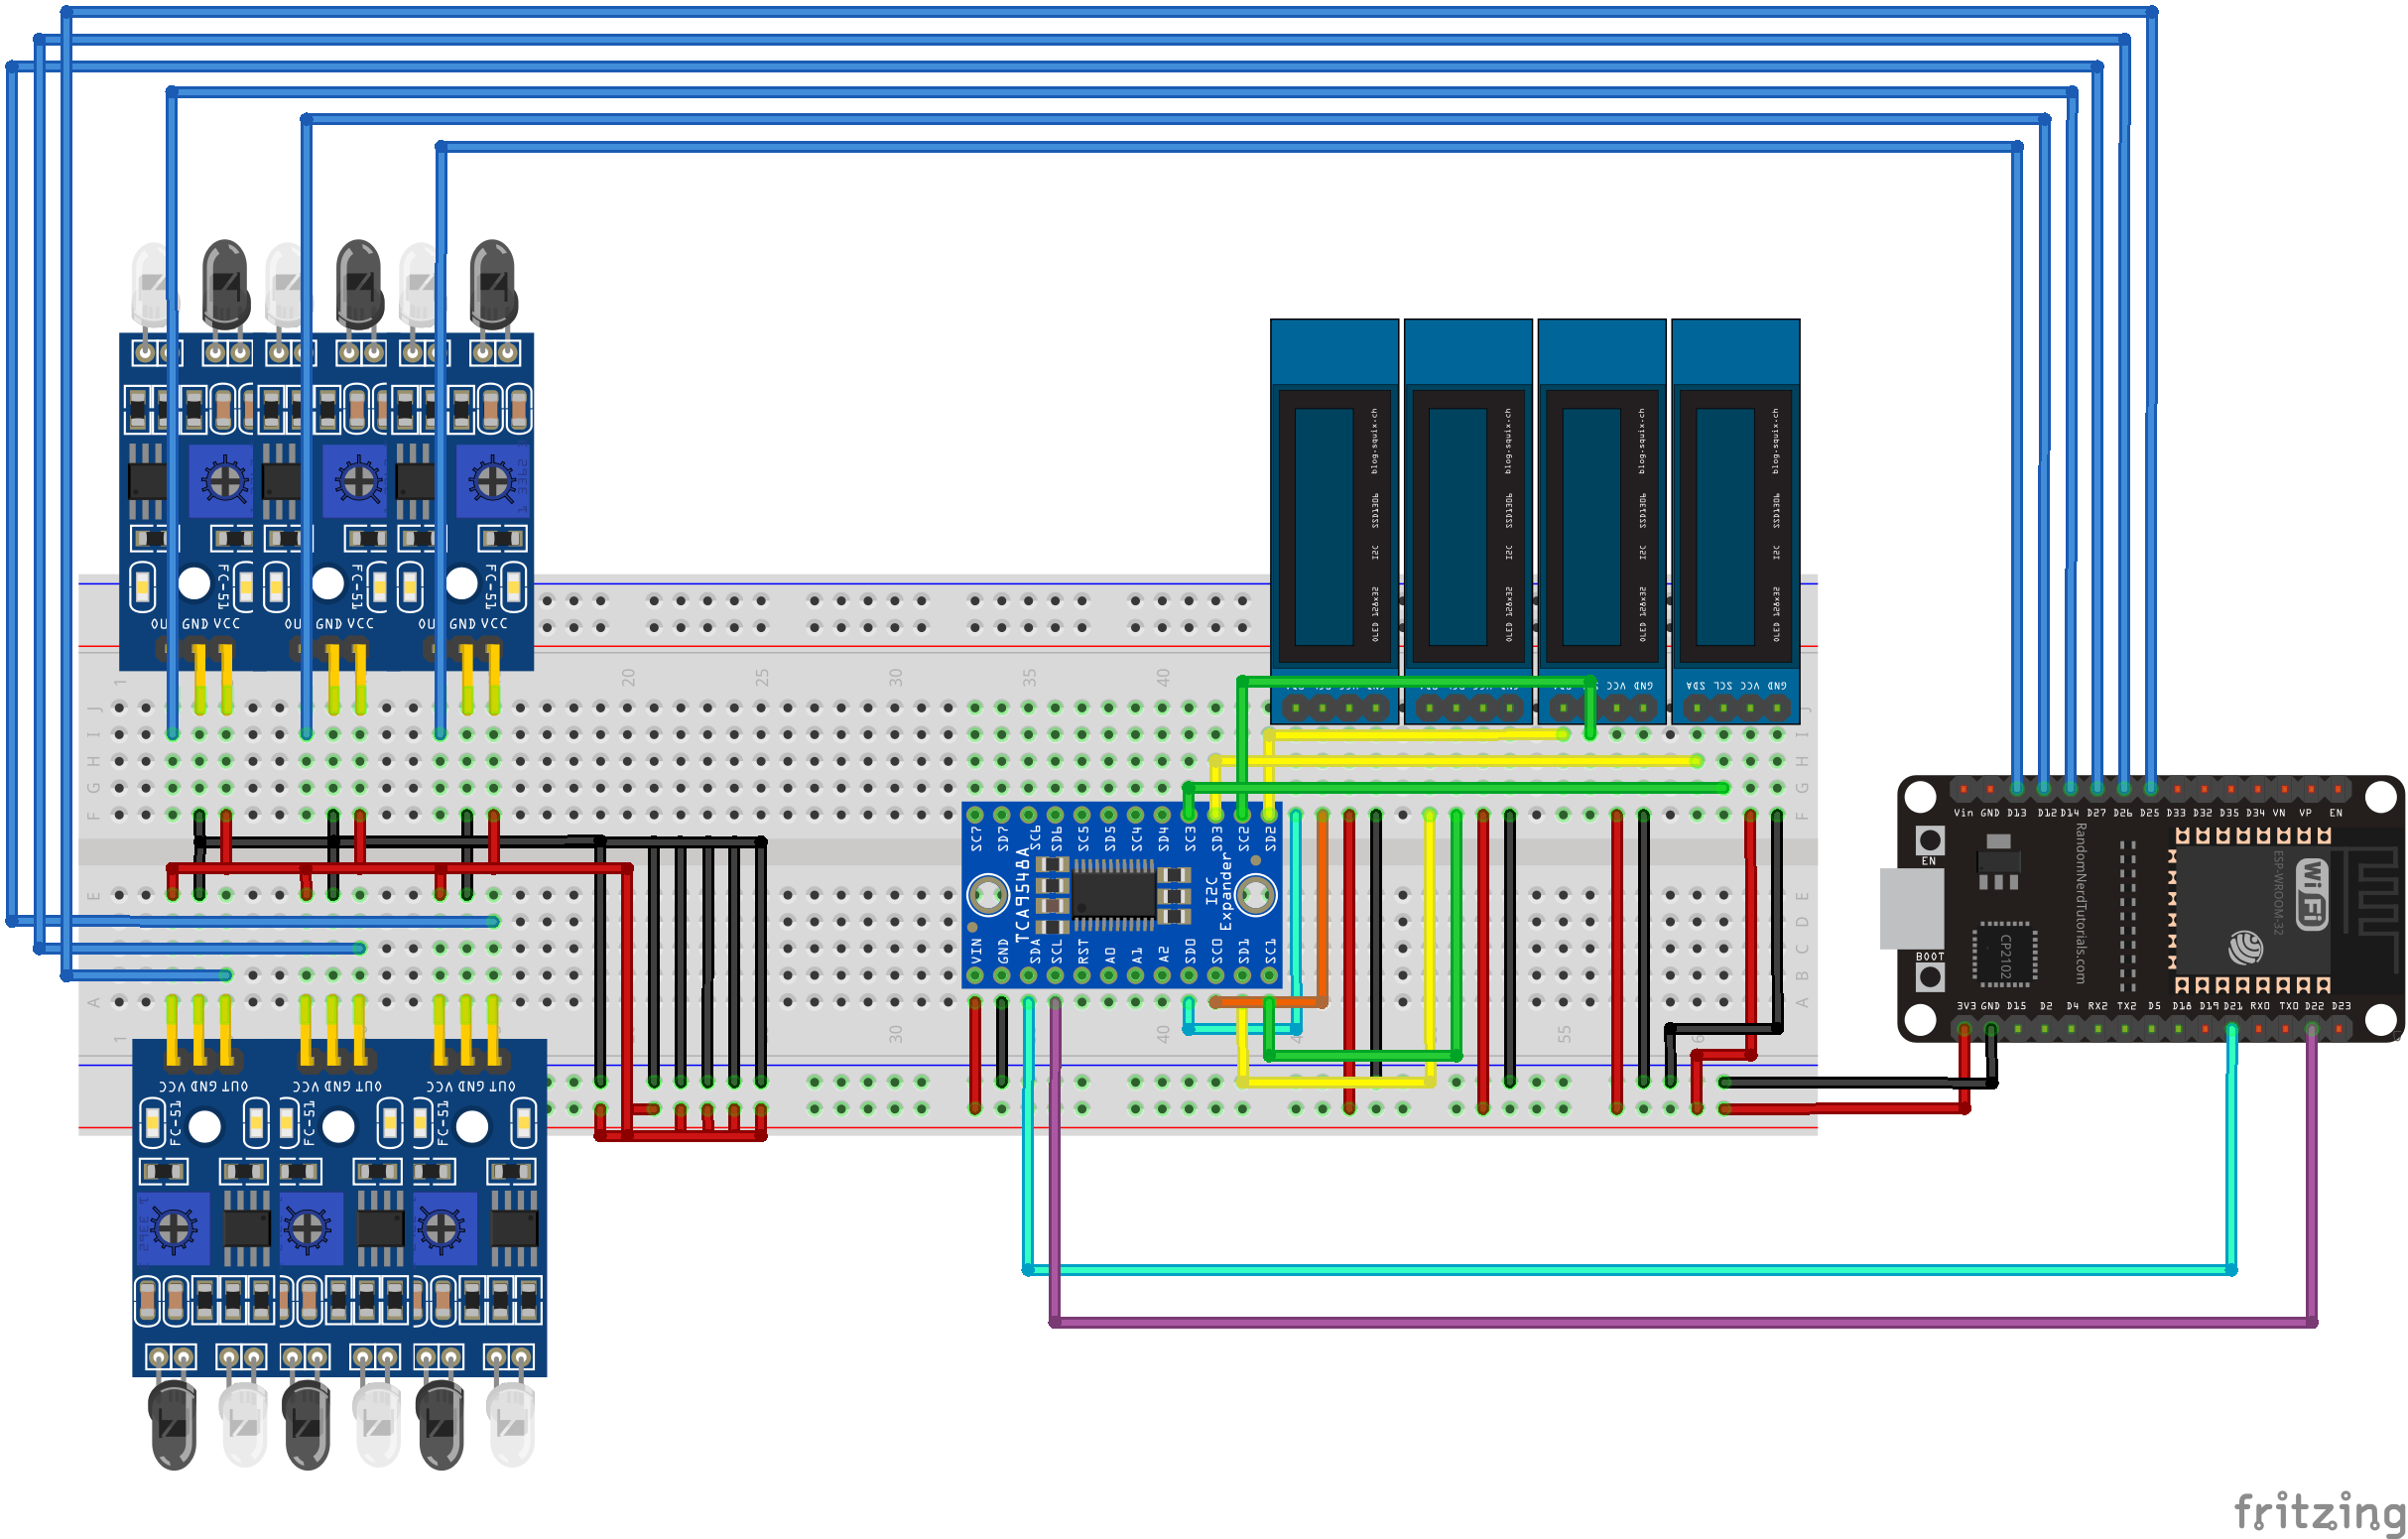 OU GND VCC
OU GND VCC
OU GND VCC
FC-51
FC-51
FC-51
blog-squix-ch
I2C SSD1306
OLED 128x32
blog-squix-ch
I2C SSD1306
OLED 128x32
blog-squix-ch
I2C SSD1306
OLED 128x32
blog-squix-ch
I2C SSD1306
OLED 128x32
VCC GND
SDA SCL VCC GND
1 20 25 30 35 40
J
I
H
G
F
J
I
H
G
F
SC7 SD7 SC6 SD6 SC5 SD5 SC4 SD4 SC3 SD3 SC2 SD2
TCA9548A
I2C
Expander
VIN GND SDA SCL RST A0 A1 A2 SD0 SC0 SD1 SC1
E
D
C
B
A
E
D
C
B
A
1 30 40 55
Vin GND D13 D12 D14 D27 D26 D25 D33 D32 D35 D34 VN VP EN
EN
BOOT
CP2102
RandomNerdTutorials.com
ESP-WROOM-32
WiFi
3V3 GND D15 D2 D4 RX2 TX2 D5 D18 D19 D21 RX0 TX0 D22 D23
VCC GND OUT
VCC GND OUT
VCC GND OUT
FC-51
FC-51
FC-51
fritzing